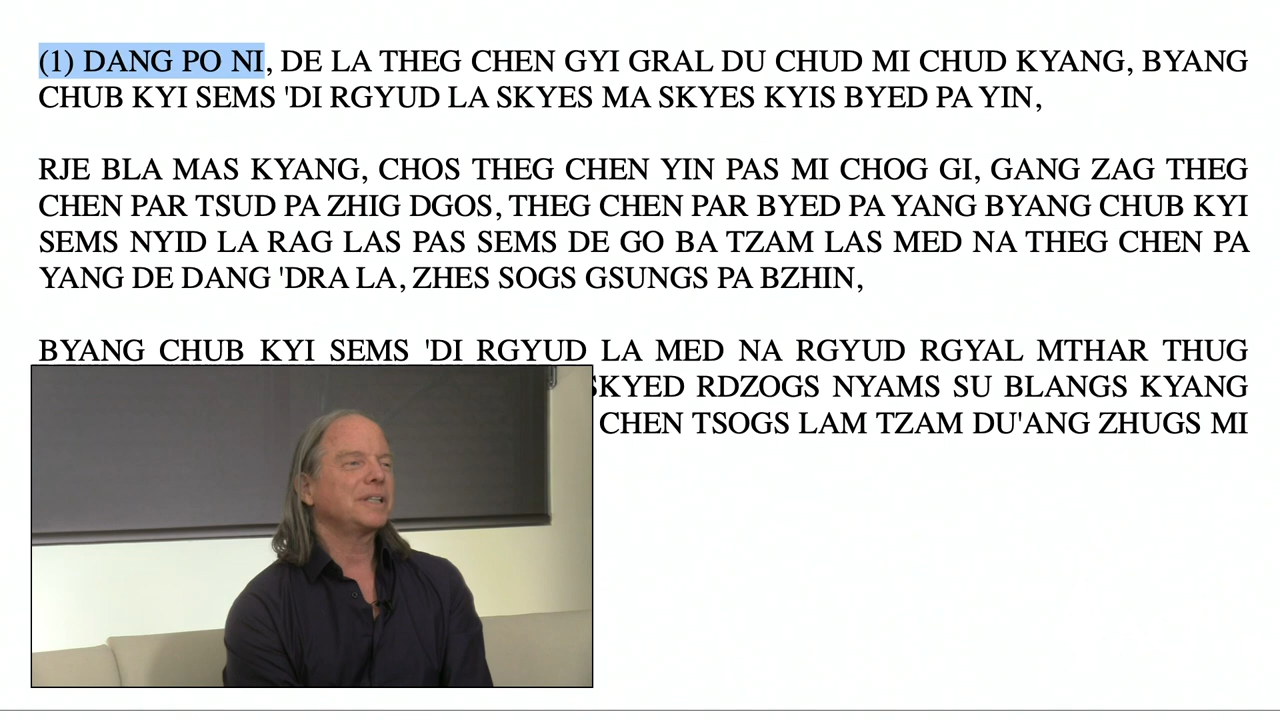 (1) DANG PO NI, DE LA THEG CHEN GYI GRAL DU CHUD MI CHUD KYANG, BYANG
CHUB KYI SEMS 'DI RGYUD LA SKYES MA SKYES KYIS BYED PA YIN,
RJE BLA MAS KYANG, CHOS THEG CHEN YIN PAS MI CHOG GI, GANG ZAG THEG
CHEN PAR TSUD PA ZHIG DGOS, THEG CHEN PAR BYED PA YANG BYANG CHUB KYI
SEMS NYID LA RAG LAS PAS SEMS DE GO BA TZAM LAS MED NA THEG CHEN PA
YANG DE DANG 'DRA LA, ZHES SOGS GSUNGS PA BZHIN,
BYANG CHUB KYI SEMS 'DI RGYUD LA MED NA RGYUD RGYAL MTHAR THUG
SKYED RDZOGS NYAMS SU BLANGS KYANG
CHEN TSOGS LAM TZAM DU'ANG ZHUGS MI